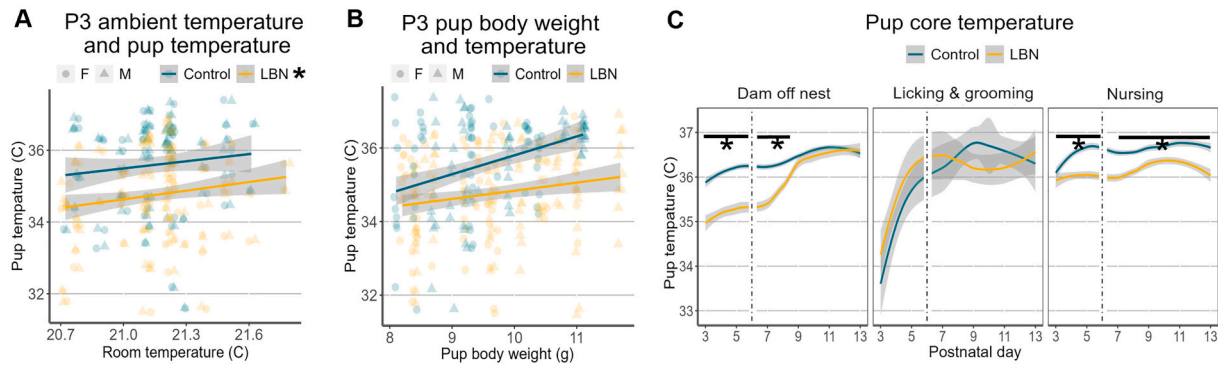 A
P3 ambient temperature
and pup temperature
F M Control LBN *
Pup tempature (C)
36
34
32
20.7 21.0 21.3 21.6
Room temperature (C)
B
P3 pup body weight
and temperature
F M Control LBN
Pup tempature (C)
36
34
32
8 9 10 11
Pup body weight (g)
C
Pup core temperature
Control LBN
Dam off nest Licking & grooming Nursing
Pup tempature (C)
37
36
35
34
33
* * * *
3 5 7 9 11 13 3 5 7 9 11 13 3 5 7 9 11 13
Postnatal day